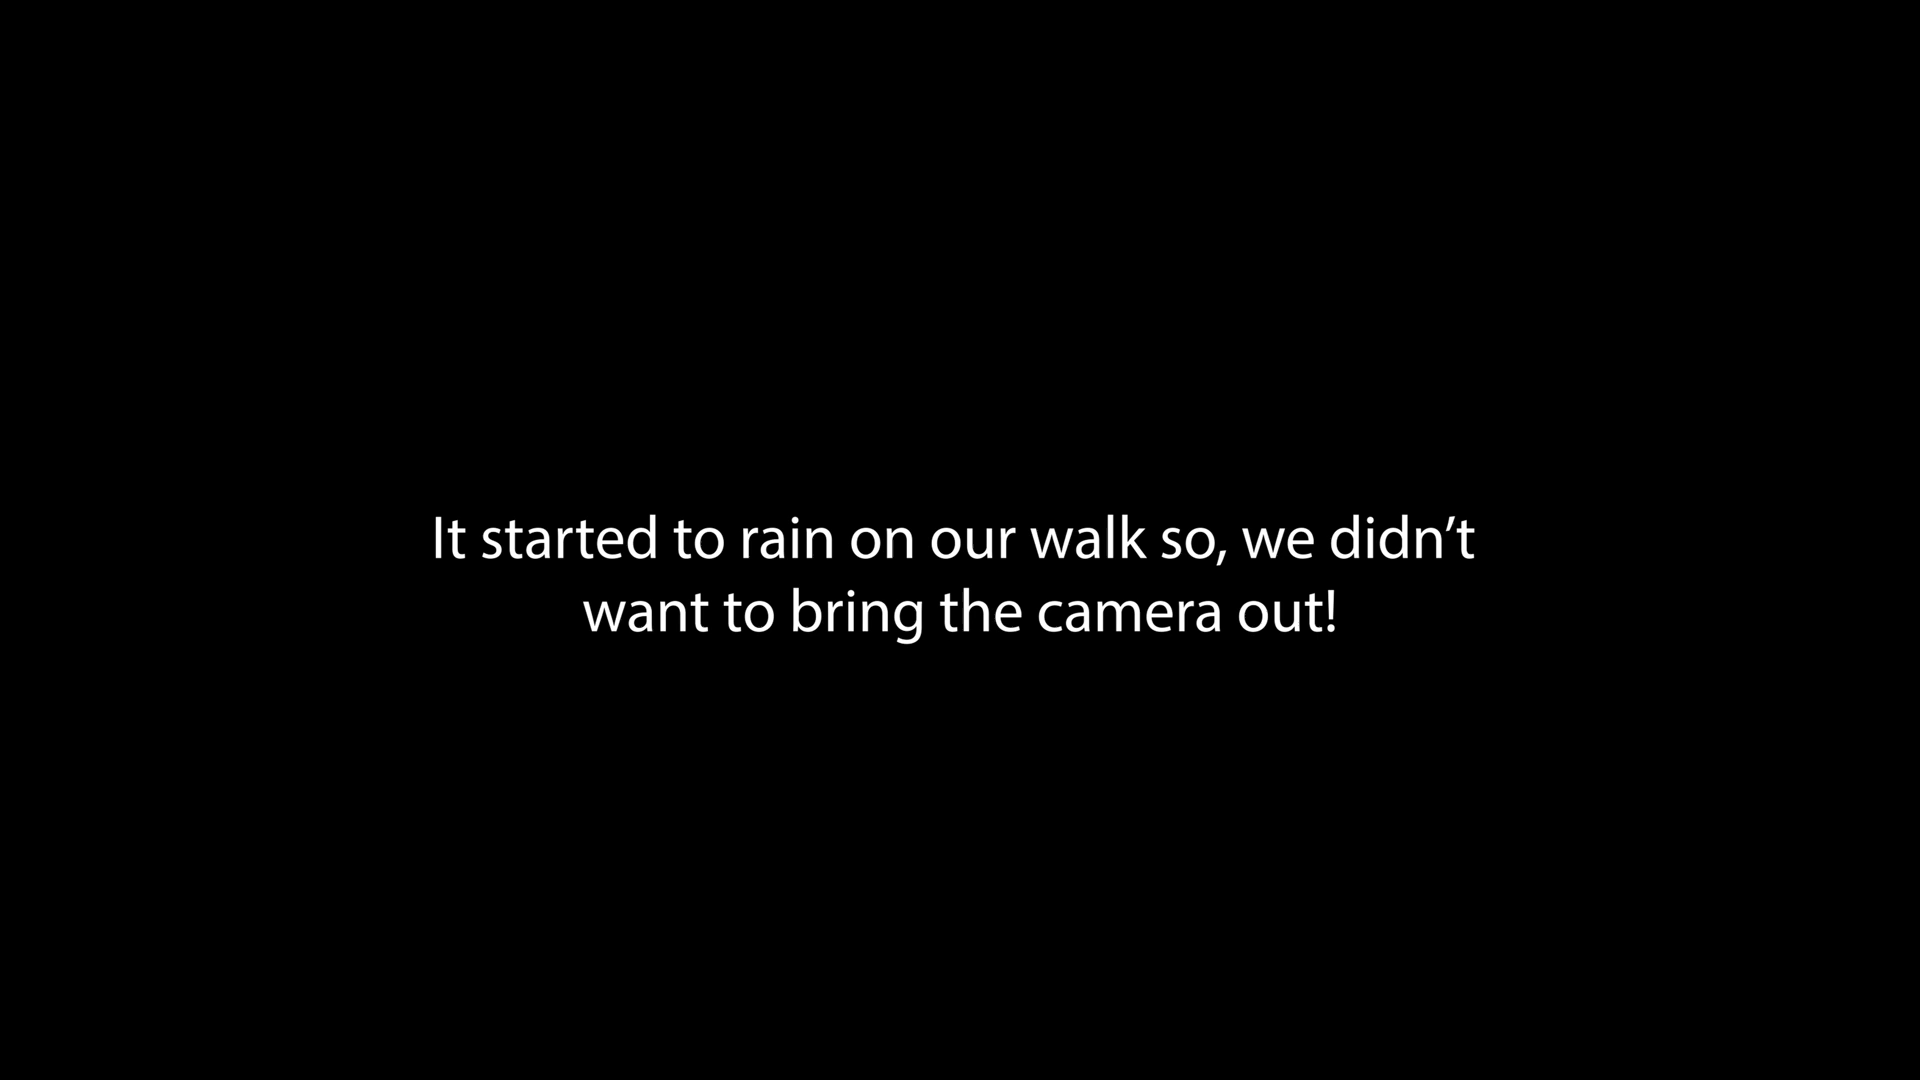 It started to rain on our walk so, we didn’t
want to bring the camera out!